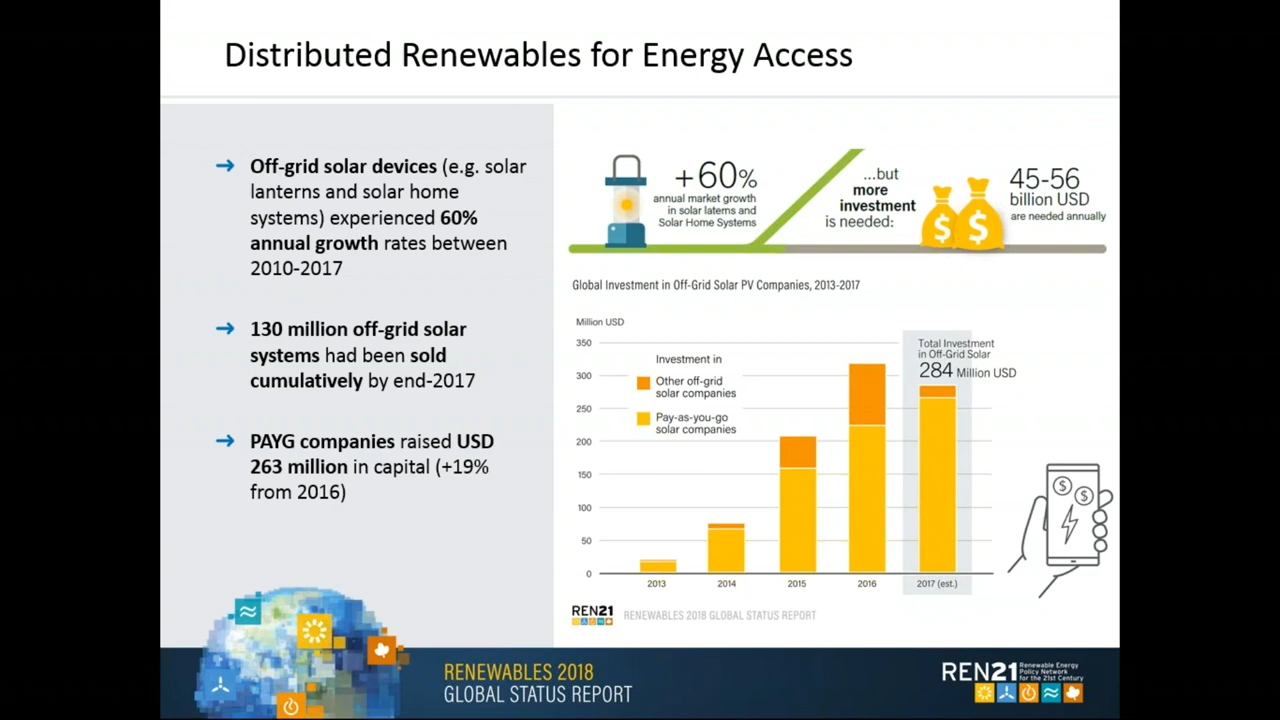 Distributed Renewables for Energy Access
→ Off-grid solar devices (e.g. solar
lanterns and solar home
systems) experienced 60%
annual growth rates between
2010-2017
→ 130 million off-grid solar
systems had been sold
cumulatively by end-2017
→ PAYG companies raised USD
263 million in capital (+19%
from 2016)
+60%
annual market growth
in solar laterns and
Solar Home Systems
...but
more
investment
is needed:
$ $
45-56
billion USD
are needed annually
Global Investment in Off-Grid Solar PV Companies, 2013-2017
Million USD
350
300
250
200
150
100
50
0
Investment in
Other off-grid
solar companies
Pay-as-you-go
solar companies
Total Investment
in Off-Grid Solar
284 Million USD
2013 2014 2015 2016 2017 (est.)
$ $
REN21 RENEWABLES 2018 GLOBAL STATUS REPORT
RENEWABLES 2018
GLOBAL STATUS REPORT
REN21 Renewable Energy
Policy Network
for the 21st Century